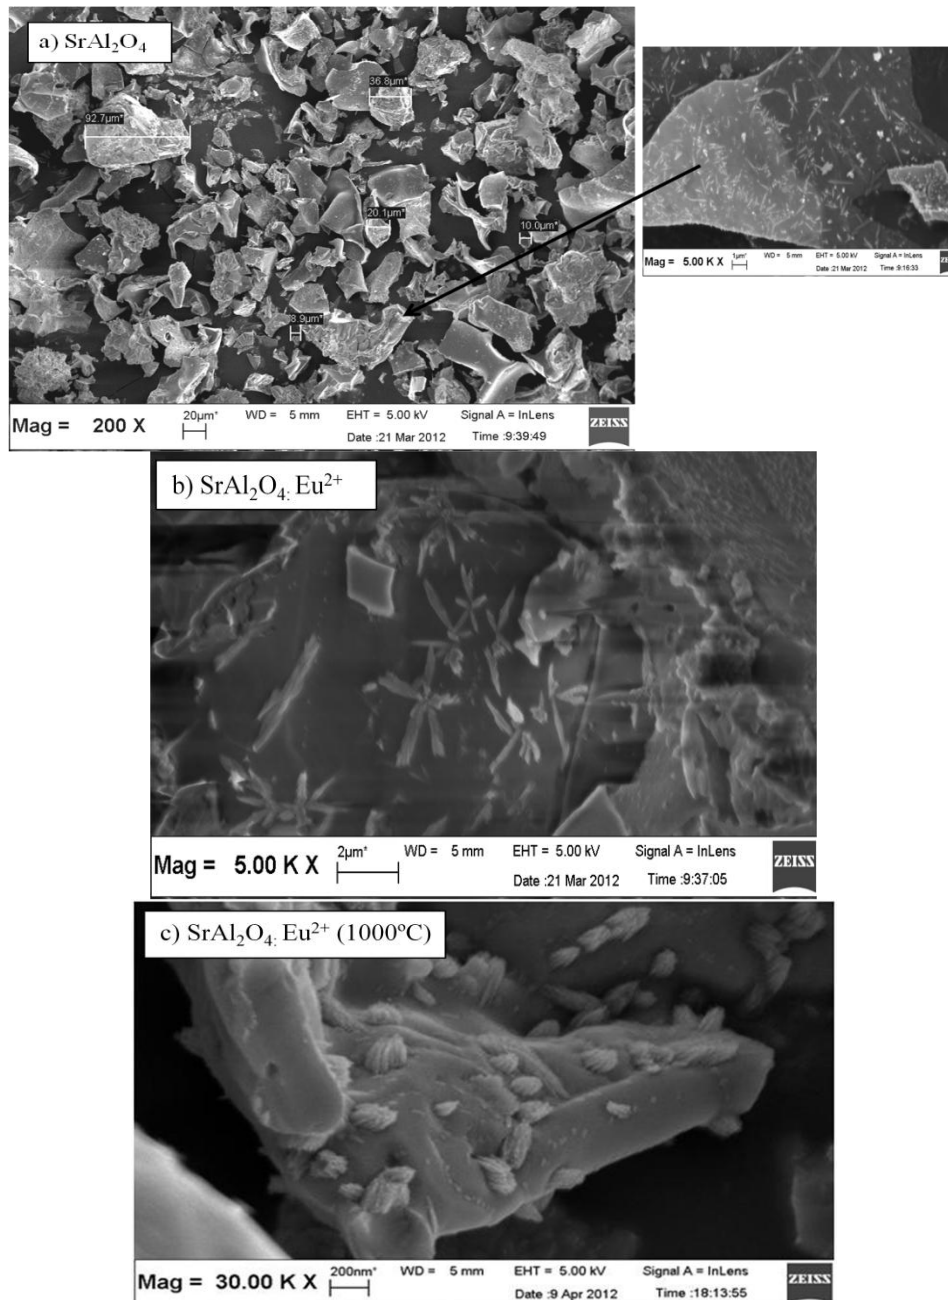 a) SrAl₂O₄
36.8µm*
92.7µm*
20.1µm*
10.0µm*
8.9µm*
Mag = 200 X 20µm* WD = 5 mm EHT = 5.00 kV Signal A = InLens ZEISS
Date :21 Mar 2012 Time :9:39:49
Mag = 5.00 K X 1µm* WD = 5 mm EHT = 5.00 kV Signal A = InLens
Date :21 Mar 2012 Time :9:16:33
b) SrAl₂O₄: Eu²⁺
Mag = 5.00 K X 2µm* WD = 5 mm EHT = 5.00 kV Signal A = InLens ZEISS
Date :21 Mar 2012 Time :9:37:05
c) SrAl₂O₄: Eu²⁺ (1000ºC)
Mag = 30.00 K X 200nm* WD = 5 mm EHT = 5.00 kV Signal A = InLens ZEISS
Date :9 Apr 2012 Time :18:13:55